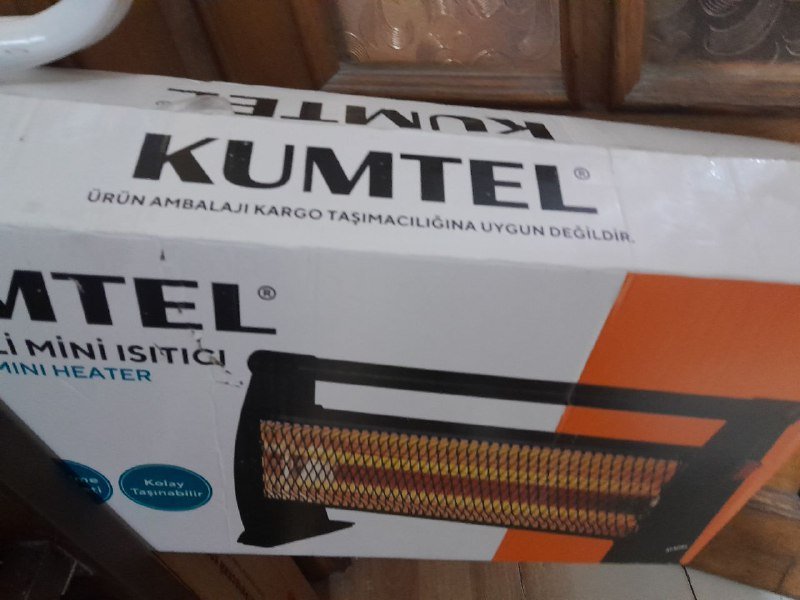 KUMTEL
KUMTEL®
ÜRÜN AMBALAJI KARGO TAŞIMACILIĞINA UYGUN DEĞİLDİR.
MTEL®
Lİ MİNİ ISITICI
MINI HEATER
Kolay
Taşınabilir